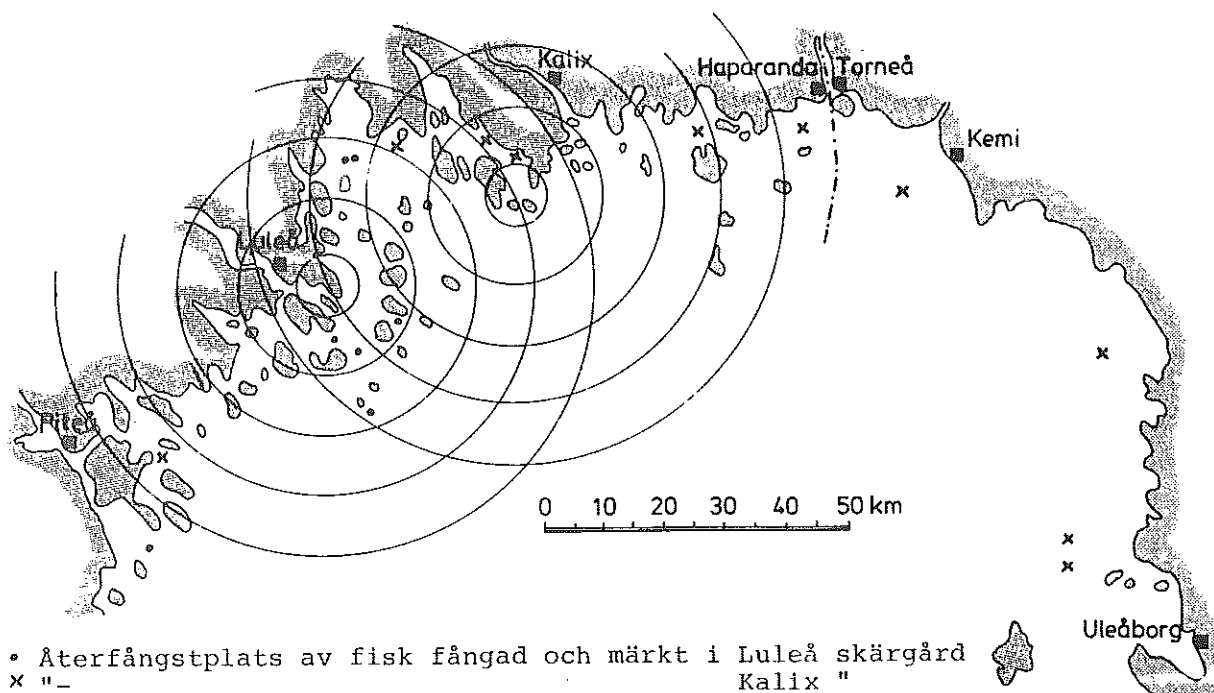 Kalix
Haparanda Torneå
Kemi
Luleå
Piteå
0 10 20 30 40 50 km
Uleåborg
• Återfångstplats av fisk fångad och märkt i Luleå skärgård
x "– Kalix "